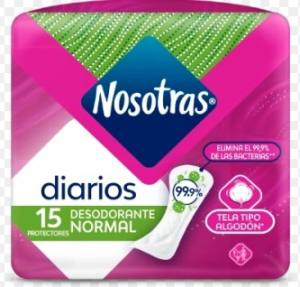 Nosotras®
ELIMINA EL 99,9%
DE LAS BACTERIAS**
diarios
99.9%
15 DESODORANTE
PROTECTORES NORMAL
TELA TIPO
ALGODÓN*